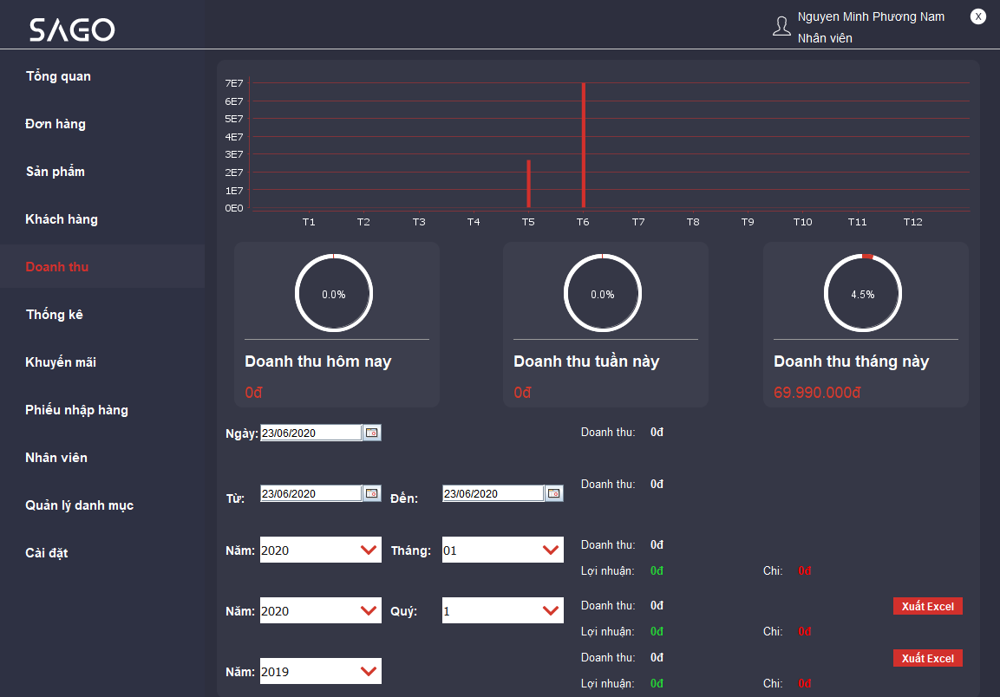 SAGO
Nguyen Minh Phương Nam
X
Nhân viên
Tổng quan
Đơn hàng
Sản phẩm
Khách hàng
Doanh thu
Thống kê
Khuyến mãi
Phiếu nhập hàng
Nhân viên
Quản lý danh mục
Cài đặt
7E7
6E7
5E7
4E7
3E7
2E7
1E7
0E0
T1 T2 T3 T4 T5 T6 T7 T8 T9 T10 T11 T12
0.0%
Doanh thu hôm nay
0đ
0.0%
Doanh thu tuần này
0đ
4.5%
Doanh thu tháng này
69.990.000đ
Ngày: 23/06/2020 Doanh thu: 0đ
Từ: 23/06/2020 Đến: 23/06/2020 Doanh thu: 0đ
Năm: 2020 Tháng: 01 Doanh thu: 0đ
Lợi nhuận: 0đ Chi: 0đ
Năm: 2020 Quý: 1 Doanh thu: 0đ Xuất Excel
Lợi nhuận: 0đ Chi: 0đ
Năm: 2019 Doanh thu: 0đ Xuất Excel
Lợi nhuận: 0đ Chi: 0đ